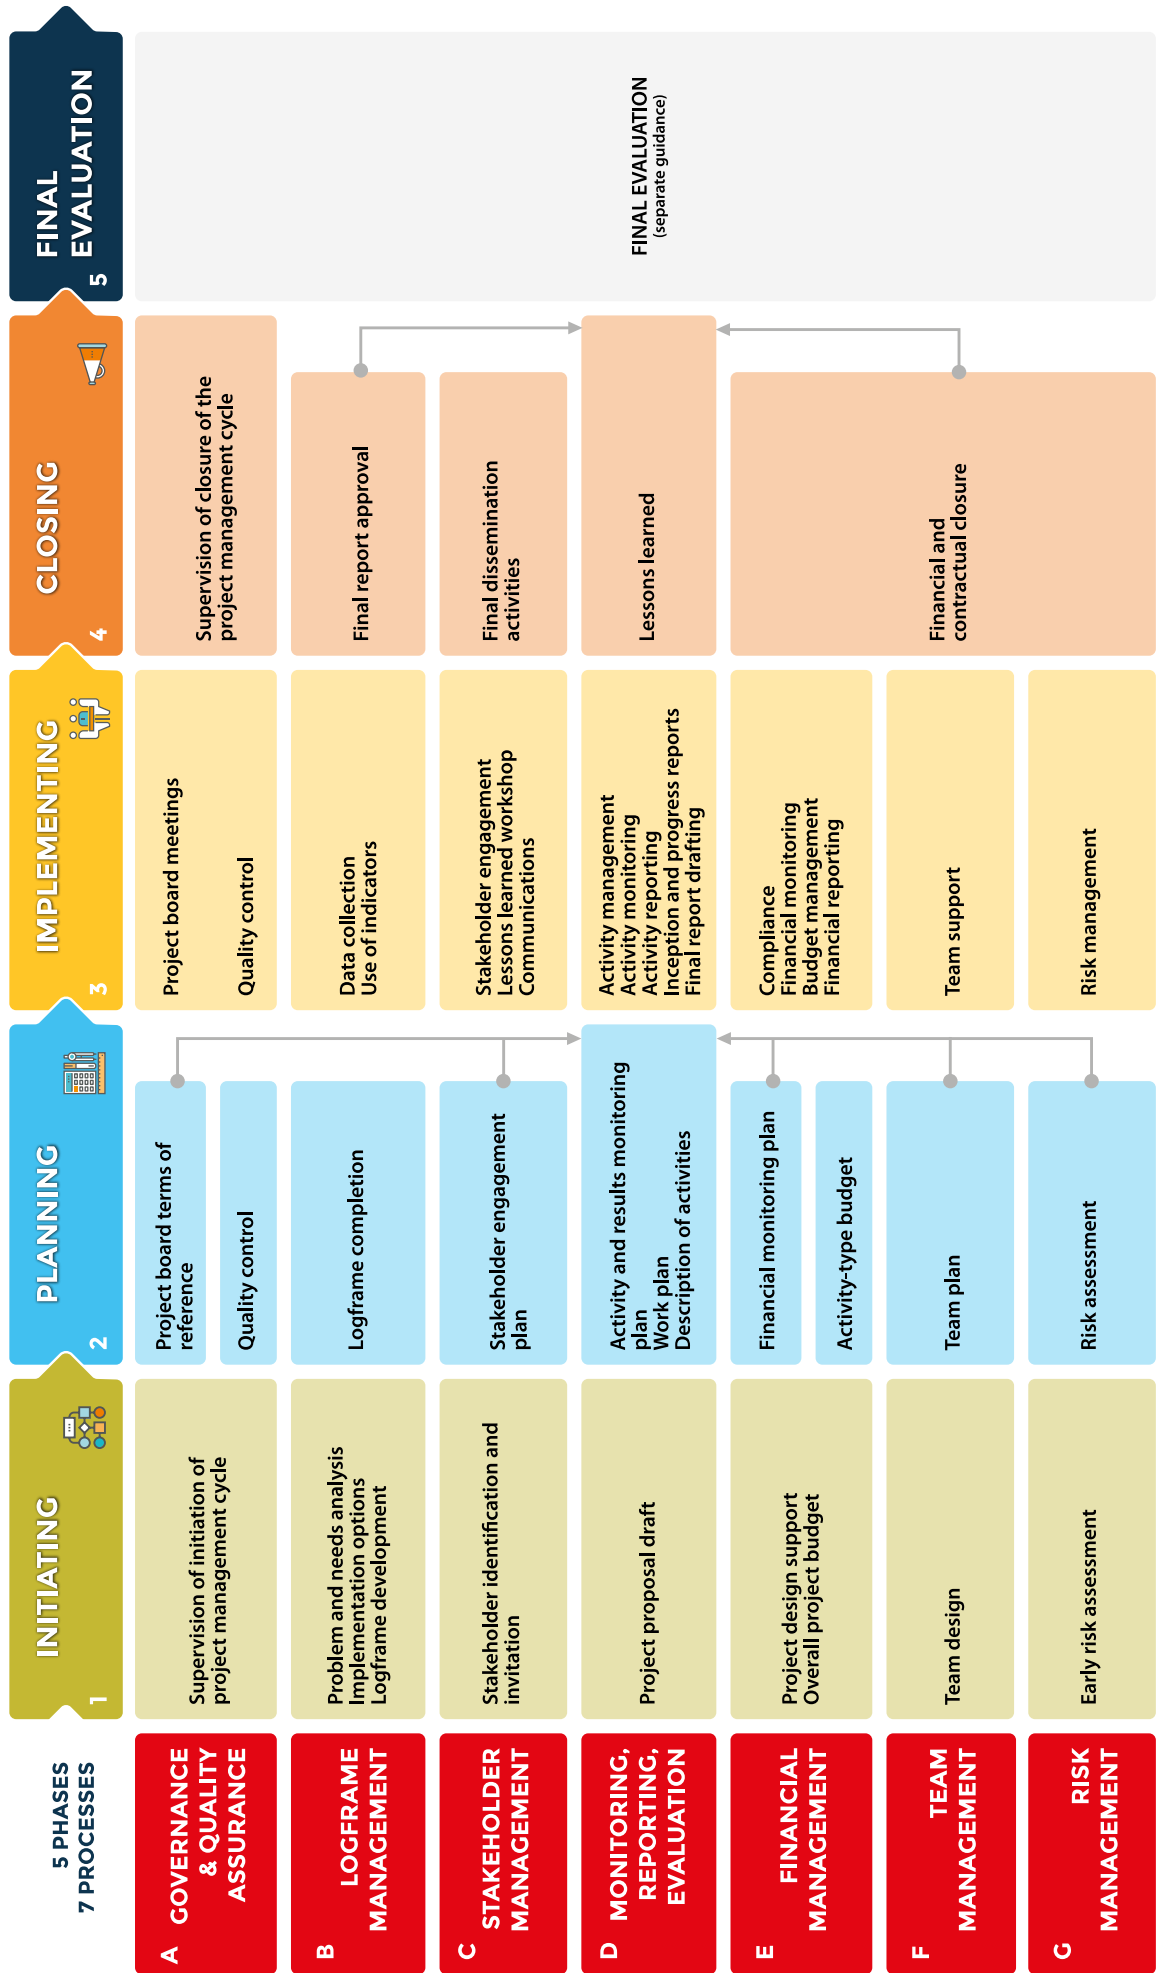 5 PHASES
7 PROCESSES
1
INITIATING
2
PLANNING
3
IMPLEMENTING
4
CLOSING
5
FINAL
EVALUATION
A
GOVERNANCE
& QUALITY
ASSURANCE
Supervision of initiation of
project management cycle
Project board terms of
reference
Quality control
Project board meetings
Quality control
Supervision of closure of the
project management cycle
B
LOGFRAME
MANAGEMENT
Problem and needs analysis
Implementation options
Logframe development
Logframe completion
Data collection
Use of indicators
Final report approval
C
STAKEHOLDER
MANAGEMENT
Stakeholder identification and
invitation
Stakeholder engagement
plan
Stakeholder engagement
Lessons learned workshop
Communications
Final dissemination
activities
D
MONITORING,
REPORTING,
EVALUATION
Project proposal draft
Activity and results monitoring
plan
Work plan
Description of activities
Activity management
Activity monitoring
Activity reporting
Inception and progress reports
Final report drafting
Lessons learned
E
FINANCIAL
MANAGEMENT
Project design support
Overall project budget
Financial monitoring plan
Activity-type budget
Compliance
Financial monitoring
Budget management
Financial reporting
Financial and
contractual closure
F
TEAM
MANAGEMENT
Team design
Team plan
Team support
G
RISK
MANAGEMENT
Early risk assessment
Risk assessment
Risk management
FINAL EVALUATION
(separate guidance)